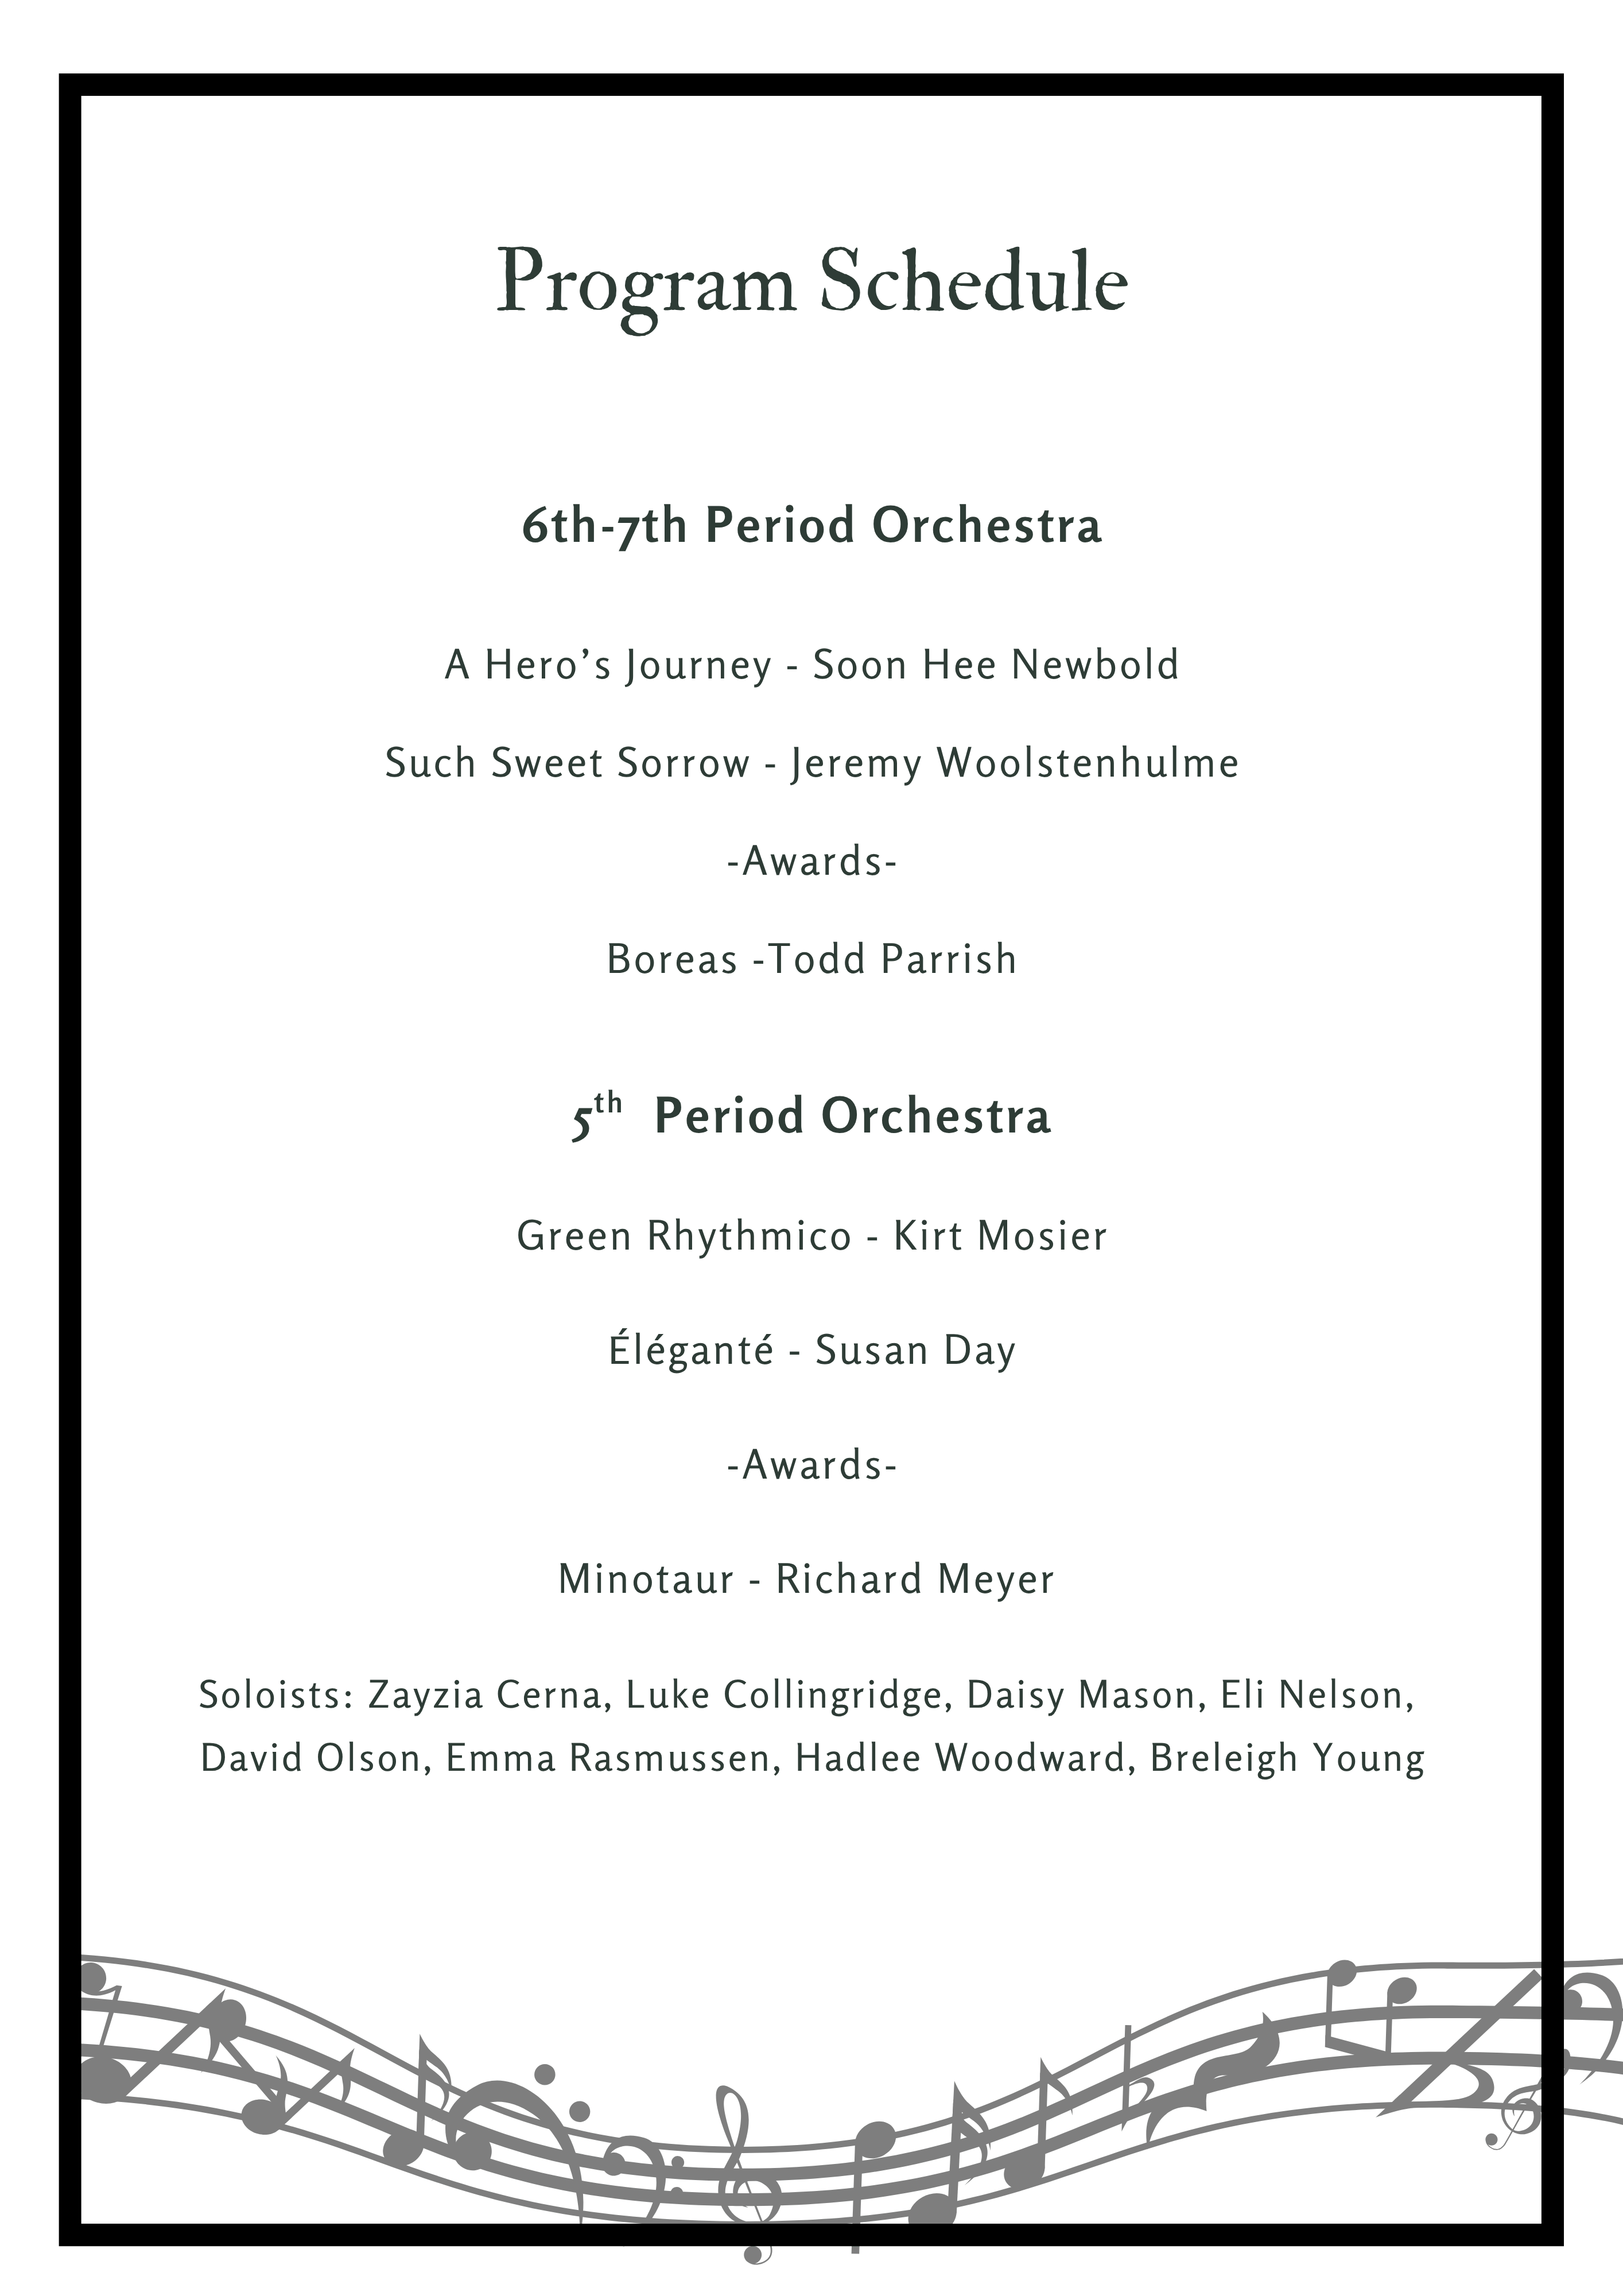 Program Schedule
6th-7th Period Orchestra
A Hero’s Journey - Soon Hee Newbold
Such Sweet Sorrow - Jeremy Woolstenhulme
-Awards-
Boreas -Todd Parrish
5th Period Orchestra
Green Rhythmico - Kirt Mosier
Éléganté - Susan Day
-Awards-
Minotaur - Richard Meyer
Soloists: Zayzia Cerna, Luke Collingridge, Daisy Mason, Eli Nelson,
David Olson, Emma Rasmussen, Hadlee Woodward, Breleigh Young